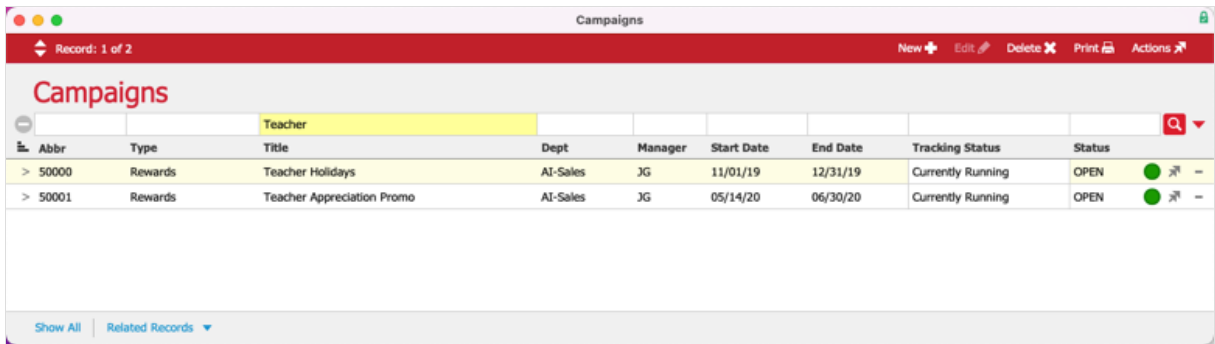 Campaigns
Record: 1 of 2 New Edit Delete Print Actions
Campaigns
Teacher
Abbr Type Title Dept Manager Start Date End Date Tracking Status Status
> 50000 Rewards Teacher Holidays AI-Sales JG 11/01/19 12/31/19 Currently Running OPEN
> 50001 Rewards Teacher Appreciation Promo AI-Sales JG 05/14/20 06/30/20 Currently Running OPEN
Show All Related Records